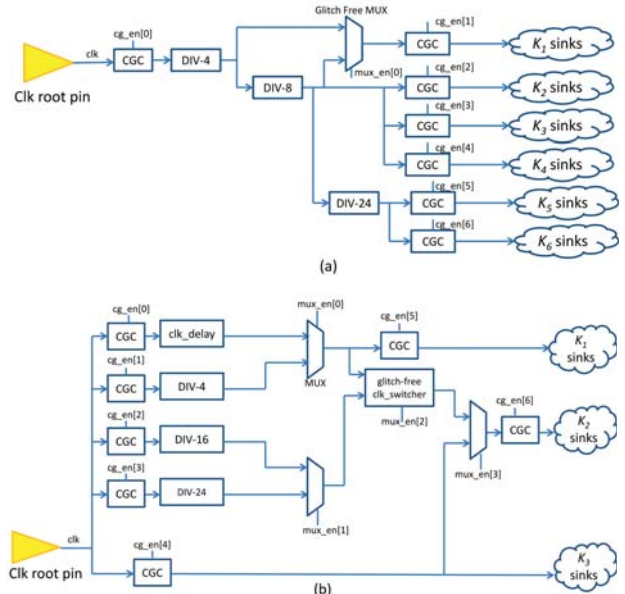 Glitch Free MUX
cg_en[0]
cg_en[1]
clk
CGC
DIV-4
CGC
K1 sinks
Clk root pin
mux_en[0]
cg_en[2]
DIV-8
CGC
K2 sinks
cg_en[3]
CGC
K3 sinks
cg_en[4]
CGC
K4 sinks
cg_en[5]
DIV-24
CGC
K5 sinks
cg_en[6]
CGC
K6 sinks
(a)
cg_en[0]
mux_en[0]
cg_en[5]
CGC
clk_delay
CGC
K1
sinks
cg_en[1]
MUX
CGC
DIV-4
glitch-free
clk_switcher
cg_en[2]
mux_en[2]
cg_en[6]
CGC
DIV-16
CGC
K2
sinks
cg_en[3]
CGC
DIV-24
mux_en[3]
mux_en[1]
clk
cg_en[4]
Clk root pin
CGC
K3
sinks
(b)